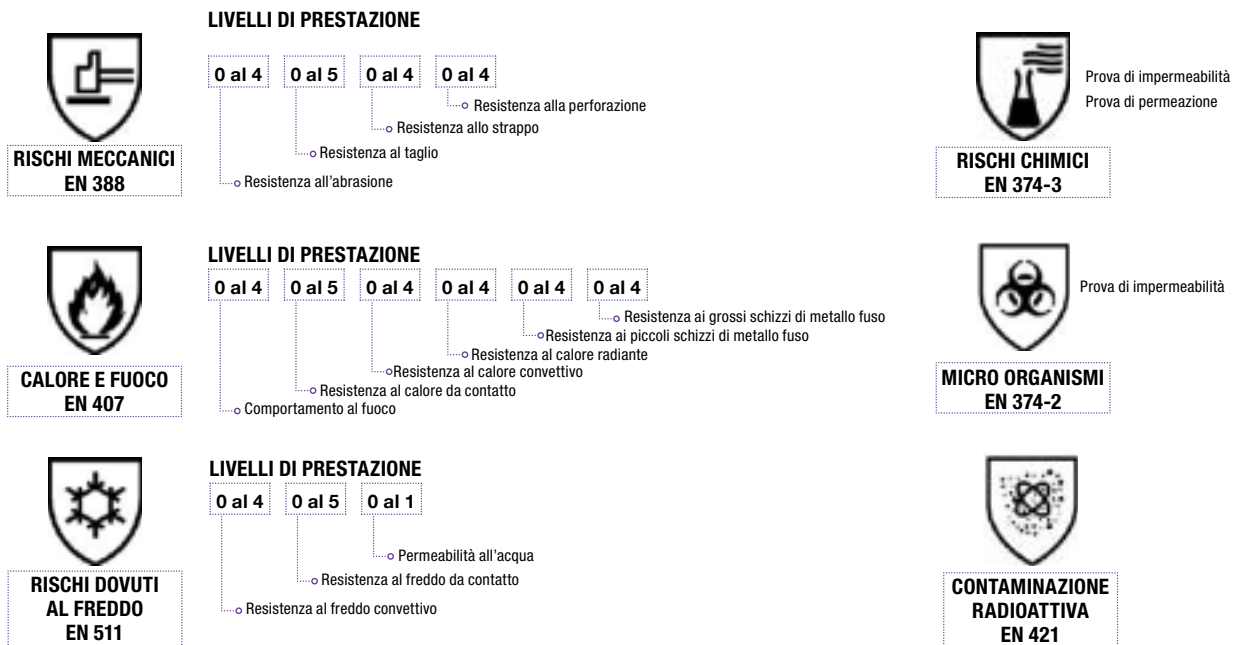 LIVELLI DI PRESTAZIONE
0 al 4 0 al 5 0 al 4 0 al 4
Resistenza alla perforazione
Resistenza allo strappo
Resistenza al taglio
Resistenza all'abrasione
RISCHI MECCANICI
EN 388
Prova di impermeabilità
Prova di permeazione
RISCHI CHIMICI
EN 374-3
LIVELLI DI PRESTAZIONE
0 al 4 0 al 5 0 al 4 0 al 4 0 al 4 0 al 4
Resistenza ai grossi schizzi di metallo fuso
Resistenza ai piccoli schizzi di metallo fuso
Resistenza al calore radiante
Resistenza al calore convettivo
Resistenza al calore da contatto
Comportamento al fuoco
CALORE E FUOCO
EN 407
Prova di impermeabilità
MICRO ORGANISMI
EN 374-2
LIVELLI DI PRESTAZIONE
0 al 4 0 al 5 0 al 1
Permeabilità all'acqua
Resistenza al freddo da contatto
Resistenza al freddo convettivo
RISCHI DOVUTI
AL FREDDO
EN 511
CONTAMINAZIONE
RADIOATTIVA
EN 421